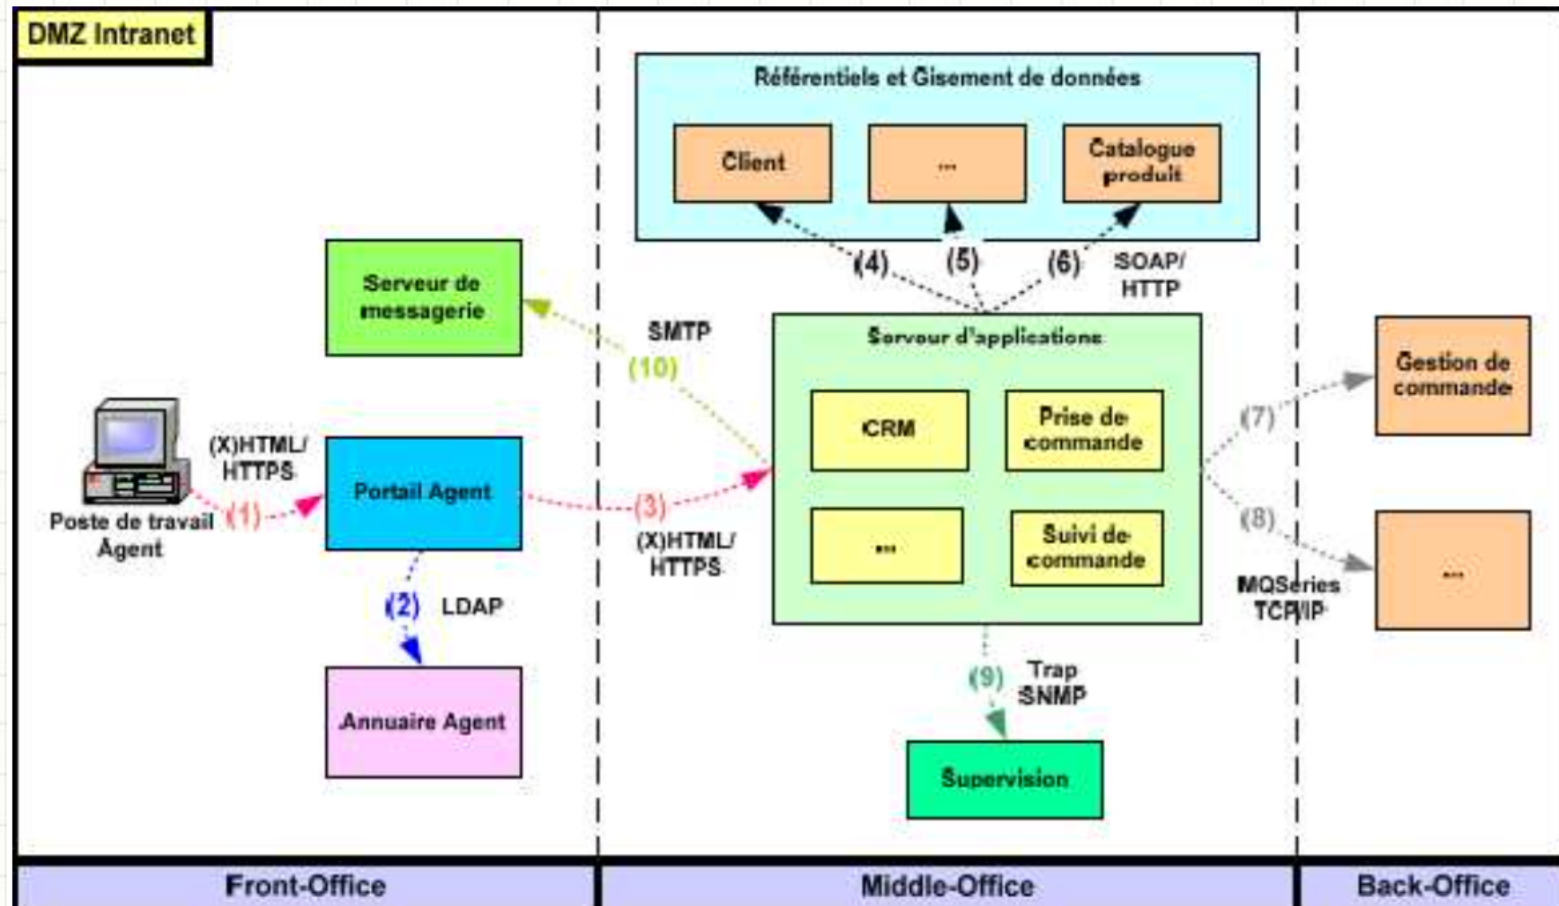 DMZ Intranet
Référentiels et Gisement de données
Client
...
Catalogue
produit
(4)
(5)
(6)
SOAP/
HTTP
Serveur de
messagerie
SMTP
(10)
Serveur d'applications
CRM
Prise de
commande
...
Suivi de
commande
Gestion de
commande
(7)
(8)
...
MQSeries
TCP/IP
(X)HTML/
HTTPS
(1)
Poste de travail
Agent
Portail Agent
(3)
(X)HTML/
HTTPS
(2)
LDAP
Annuaire Agent
(9)
Trap
SNMP
Supervision
Front-Office
Middle-Office
Back-Office